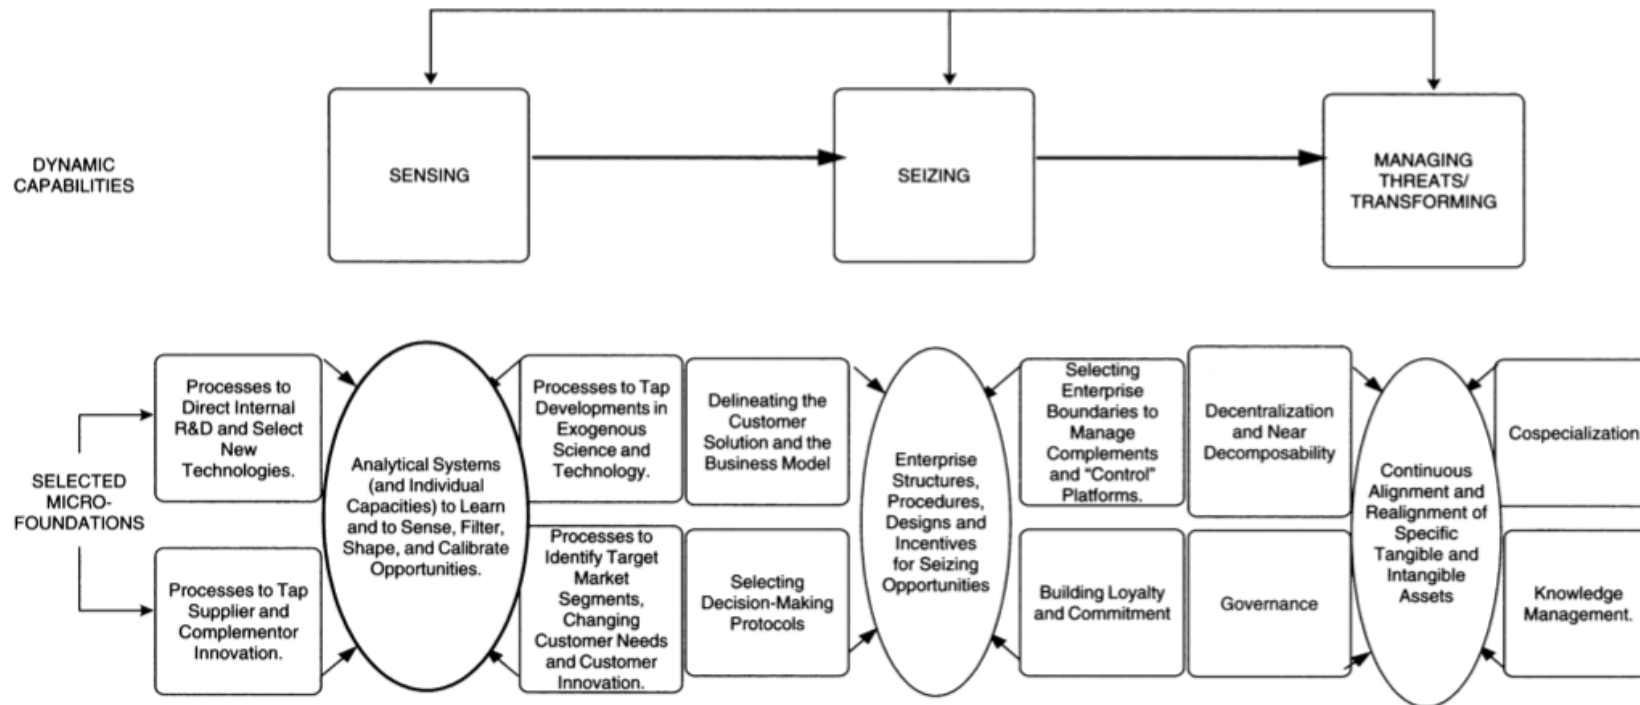 DYNAMIC
CAPABILITIES
SENSING
SEIZING
MANAGING
THREATS/
TRANSFORMING
SELECTED
MICRO-
FOUNDATIONS
Processes to
Direct Internal
R&D and Select
New
Technologies.
Processes to Tap
Supplier and
Complementor
Innovation.
Analytical Systems
(and Individual
Capacities) to Learn
and to Sense, Filter,
Shape, and Calibrate
Opportunities.
Processes to Tap
Developments in
Exogenous
Science and
Technology.
Processes to
Identify Target
Market
Segments,
Changing
Customer Needs
and Customer
Innovation.
Delineating the
Customer
Solution and the
Business Model
Selecting
Decision-Making
Protocols
Enterprise
Structures,
Procedures,
Designs and
Incentives
for Seizing
Opportunities
Selecting
Enterprise
Boundaries to
Manage
Complements
and “Control”
Platforms.
Building Loyalty
and Commitment
Decentralization
and Near
Decomposability
Governance
Continuous
Alignment and
Realignment of
Specific
Tangible and
Intangible
Assets
Cospecialization
Knowledge
Management.